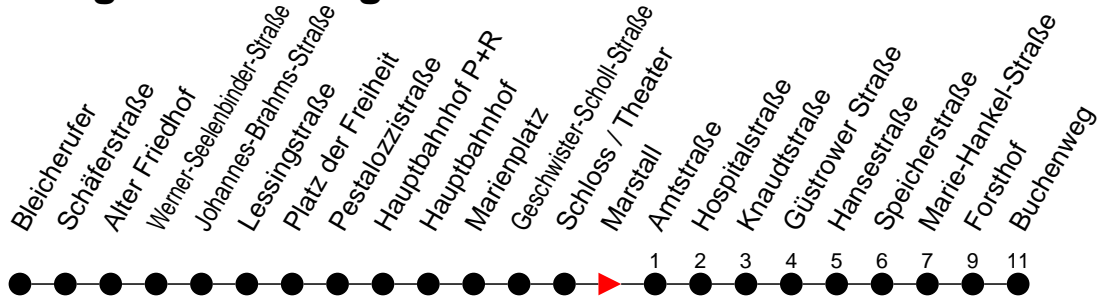 Bleicherufer
Schäferstraße
Alter Friedhof
Werner-Seelenbinder-Straße
Johannes-Brahms-Straße
Lessingstraße
Platz der Freiheit
Pestalozzistraße
Hauptbahnhof P+R
Hauptbahnhof
Marienplatz
Geschwister-Scholl-Straße
Schloss / Theater
Marstall
Amtstraße
Hospitalstraße
Knaudtstraße
Güstrower Straße
Hansestraße
Speicherstraße
Marie-Hankel-Straße
Forsthof
Buchenweg
1 2 3 4 5 6 7 9 11